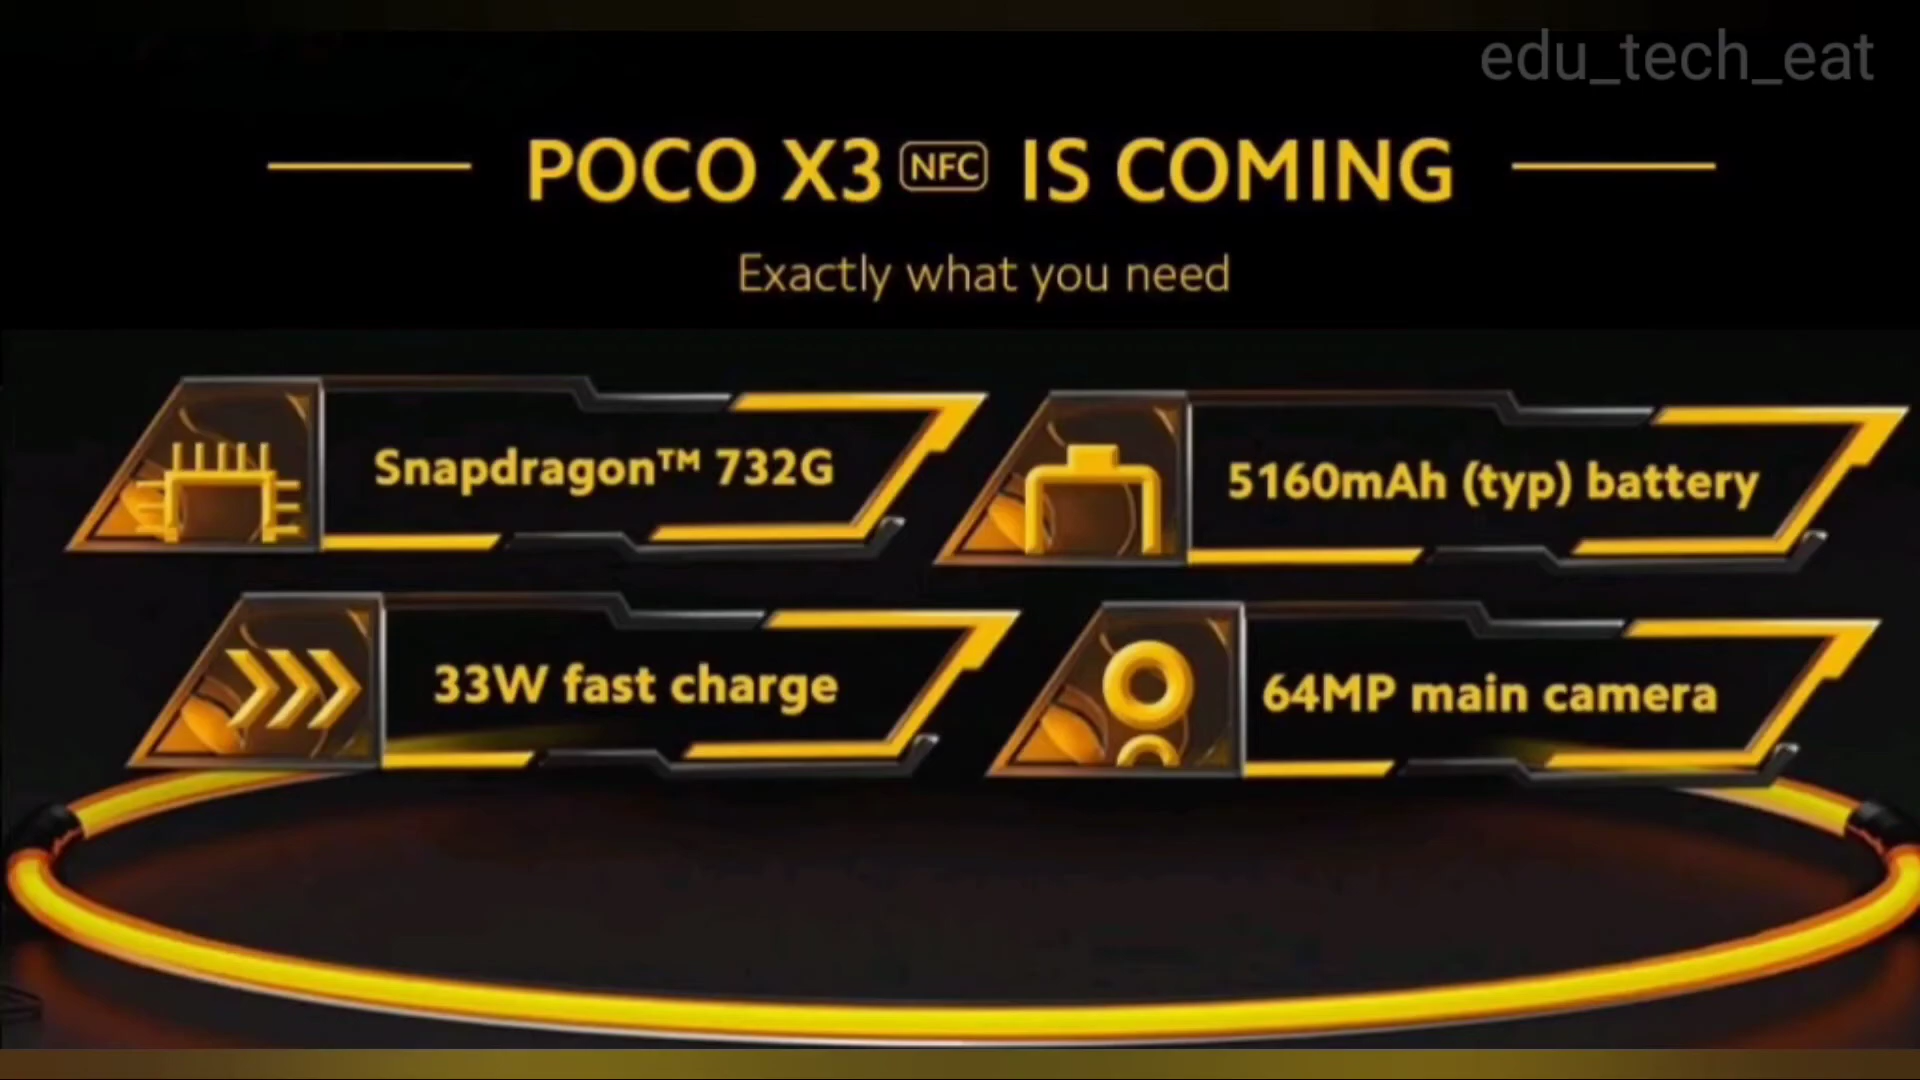 edu_tech_eat
POCO X3 NFC IS COMING
Exactly what you need
Snapdragon™ 732G
5160mAh (typ) battery
33W fast charge
64MP main camera